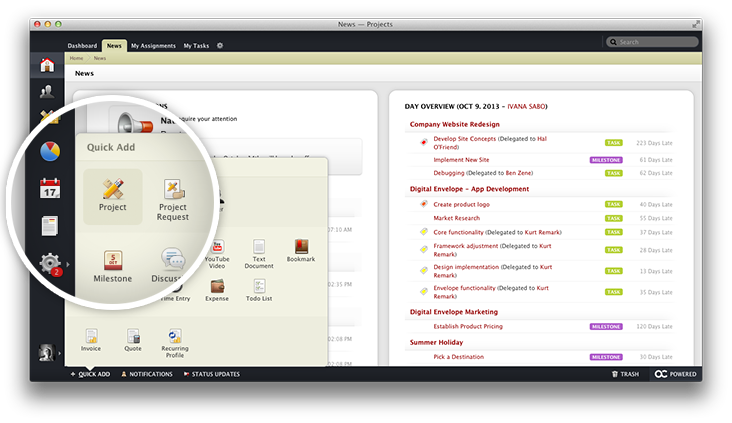 News — Projects
Dashboard
News
My Assignments
My Tasks
Search
Home
News
News
require your attention
Quick Add
Project
Project
Request
Milestone
17
2
YouTube
Video
Text
Document
Bookmark
Time Entry
Expense
Todo List
Invoice
Quote
Recurring
Profile
07:10 AM
02:35 PM
02:08 PM
02:08 PM
DAY OVERVIEW (OCT 9, 2013 – IVANA SABO)
Company Website Redesign
Develop Site Concepts (Delegated to Hal
O'Friend)
TASK
223 Days Late
Implement New Site
MILESTONE
61 Days Late
Debugging (Delegated to Ben Zene)
TASK
62 Days Late
Digital Envelope – App Development
Create product logo
TASK
40 Days Late
Market Research
TASK
55 Days Late
Core functionality (Delegated to Kurt Remark)
TASK
37 Days Late
Framework adjustment (Delegated to Kurt
Remark)
TASK
28 Days Late
Design implementation (Delegated to Kurt
Remark)
TASK
13 Days Late
Envelope functionality (Delegated to Kurt
Remark)
TASK
35 Days Late
Digital Envelope Marketing
Establish Product Pricing
MILESTONE
120 Days Late
Summer Holiday
Pick a Destination
MILESTONE
30 Days Late
QUICK ADD
NOTIFICATIONS
STATUS UPDATES
TRASH
POWERED